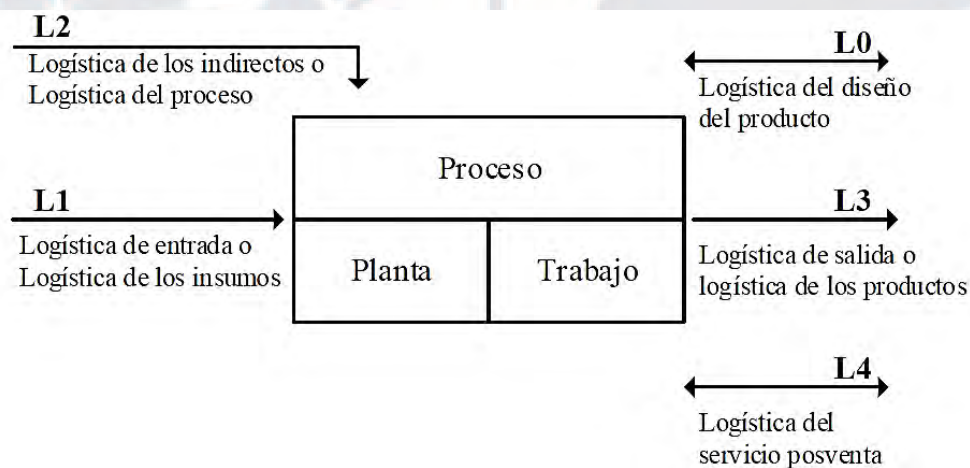 L2
Logística de los indirectos o
Logística del proceso
L0
Logística del diseño
del producto
Proceso
L1
Logística de entrada o
Logística de los insumos
Planta
Trabajo
L3
Logística de salida o
logística de los productos
L4
Logística del
servicio posventa